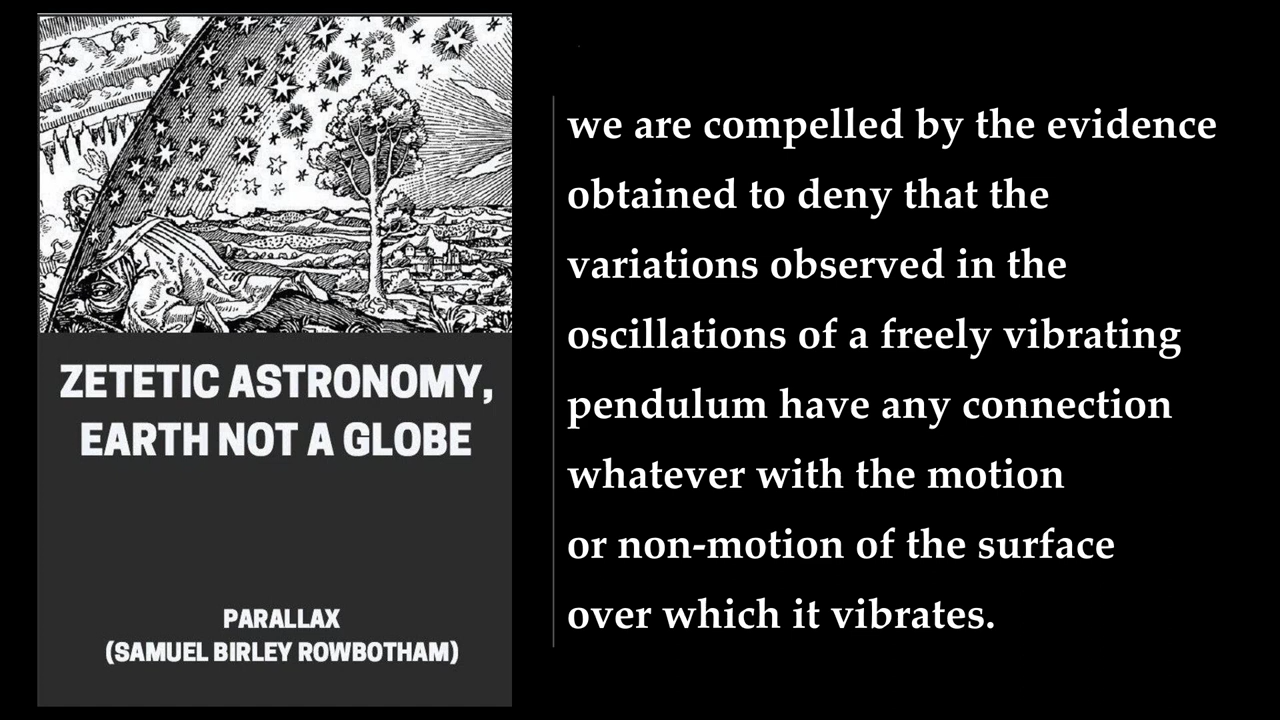 ZETETIC ASTRONOMY,
EARTH NOT A GLOBE
PARALLAX
(SAMUEL BIRLEY ROWBOTHAM)
we are compelled by the evidence
obtained to deny that the
variations observed in the
oscillations of a freely vibrating
pendulum have any connection
whatever with the motion
or non-motion of the surface
over which it vibrates.